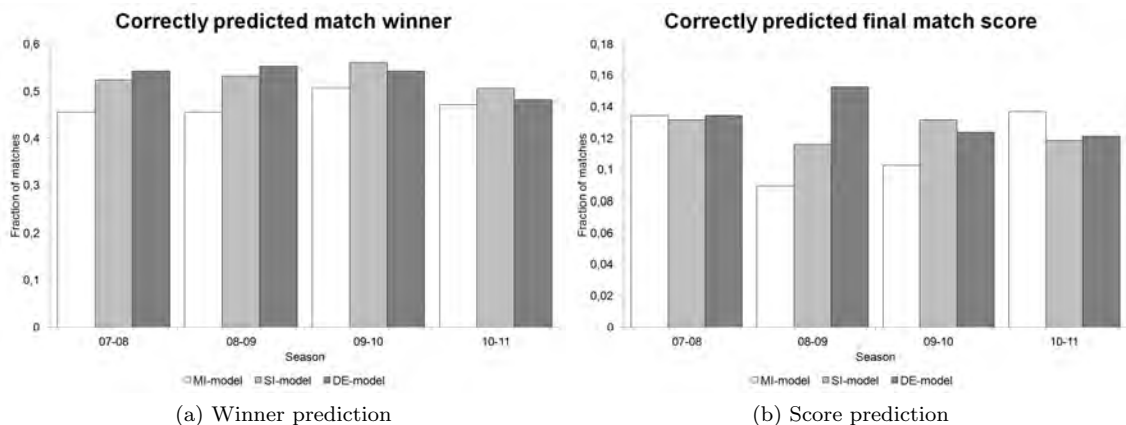 Correctly predicted match winner
0,6
0,5
0,4
0,3
0,2
0,1
0
Fraction of matches
07-08
08-09
09-10
10-11
Season
MI-model SI-model DE-model
(a) Winner prediction
Correctly predicted final match score
0,18
0,16
0,14
0,12
0,1
0,08
0,06
0,04
0,02
0
Fraction of matches
07-08
08-09
09-10
10-11
Season
MI-model SI-model DE-model
(b) Score prediction